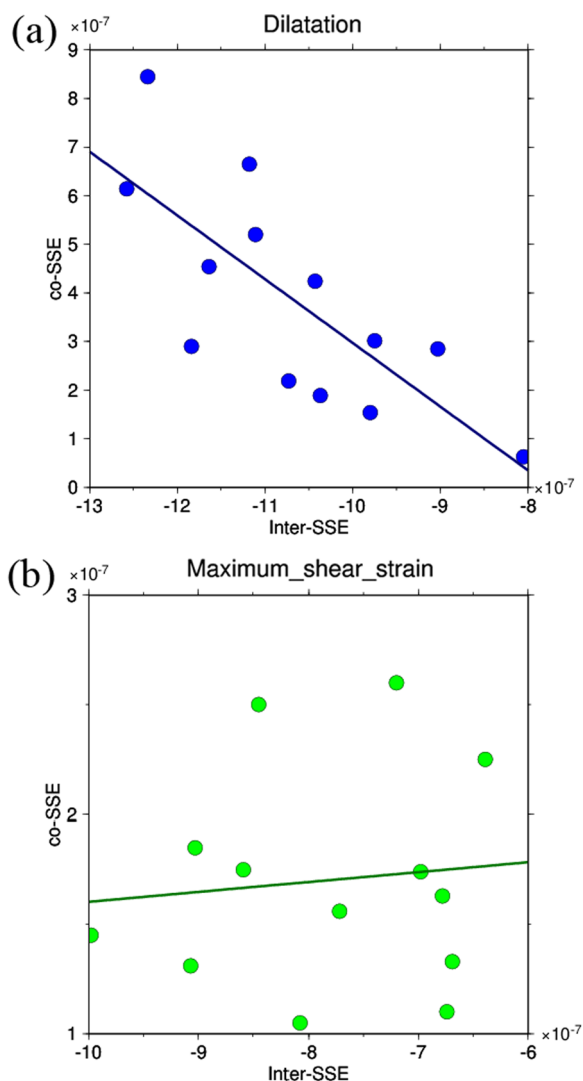 (a)
Dilatation
×10⁻⁷
9
8
7
6
5
4
3
2
1
0
co-SSE
-13 -12 -11 -10 -9 -8
×10⁻⁷
Inter-SSE
(b)
Maximum_shear_strain
×10⁻⁷
3
2
1
co-SSE
-10 -9 -8 -7 -6
×10⁻⁷
Inter-SSE